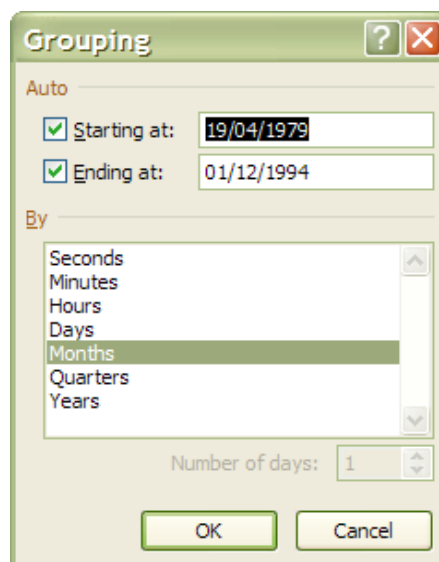 Grouping
Auto
Starting at: 19/04/1979
Ending at: 01/12/1994
By
Seconds
Minutes
Hours
Days
Months
Quarters
Years
Number of days: 1
OK Cancel